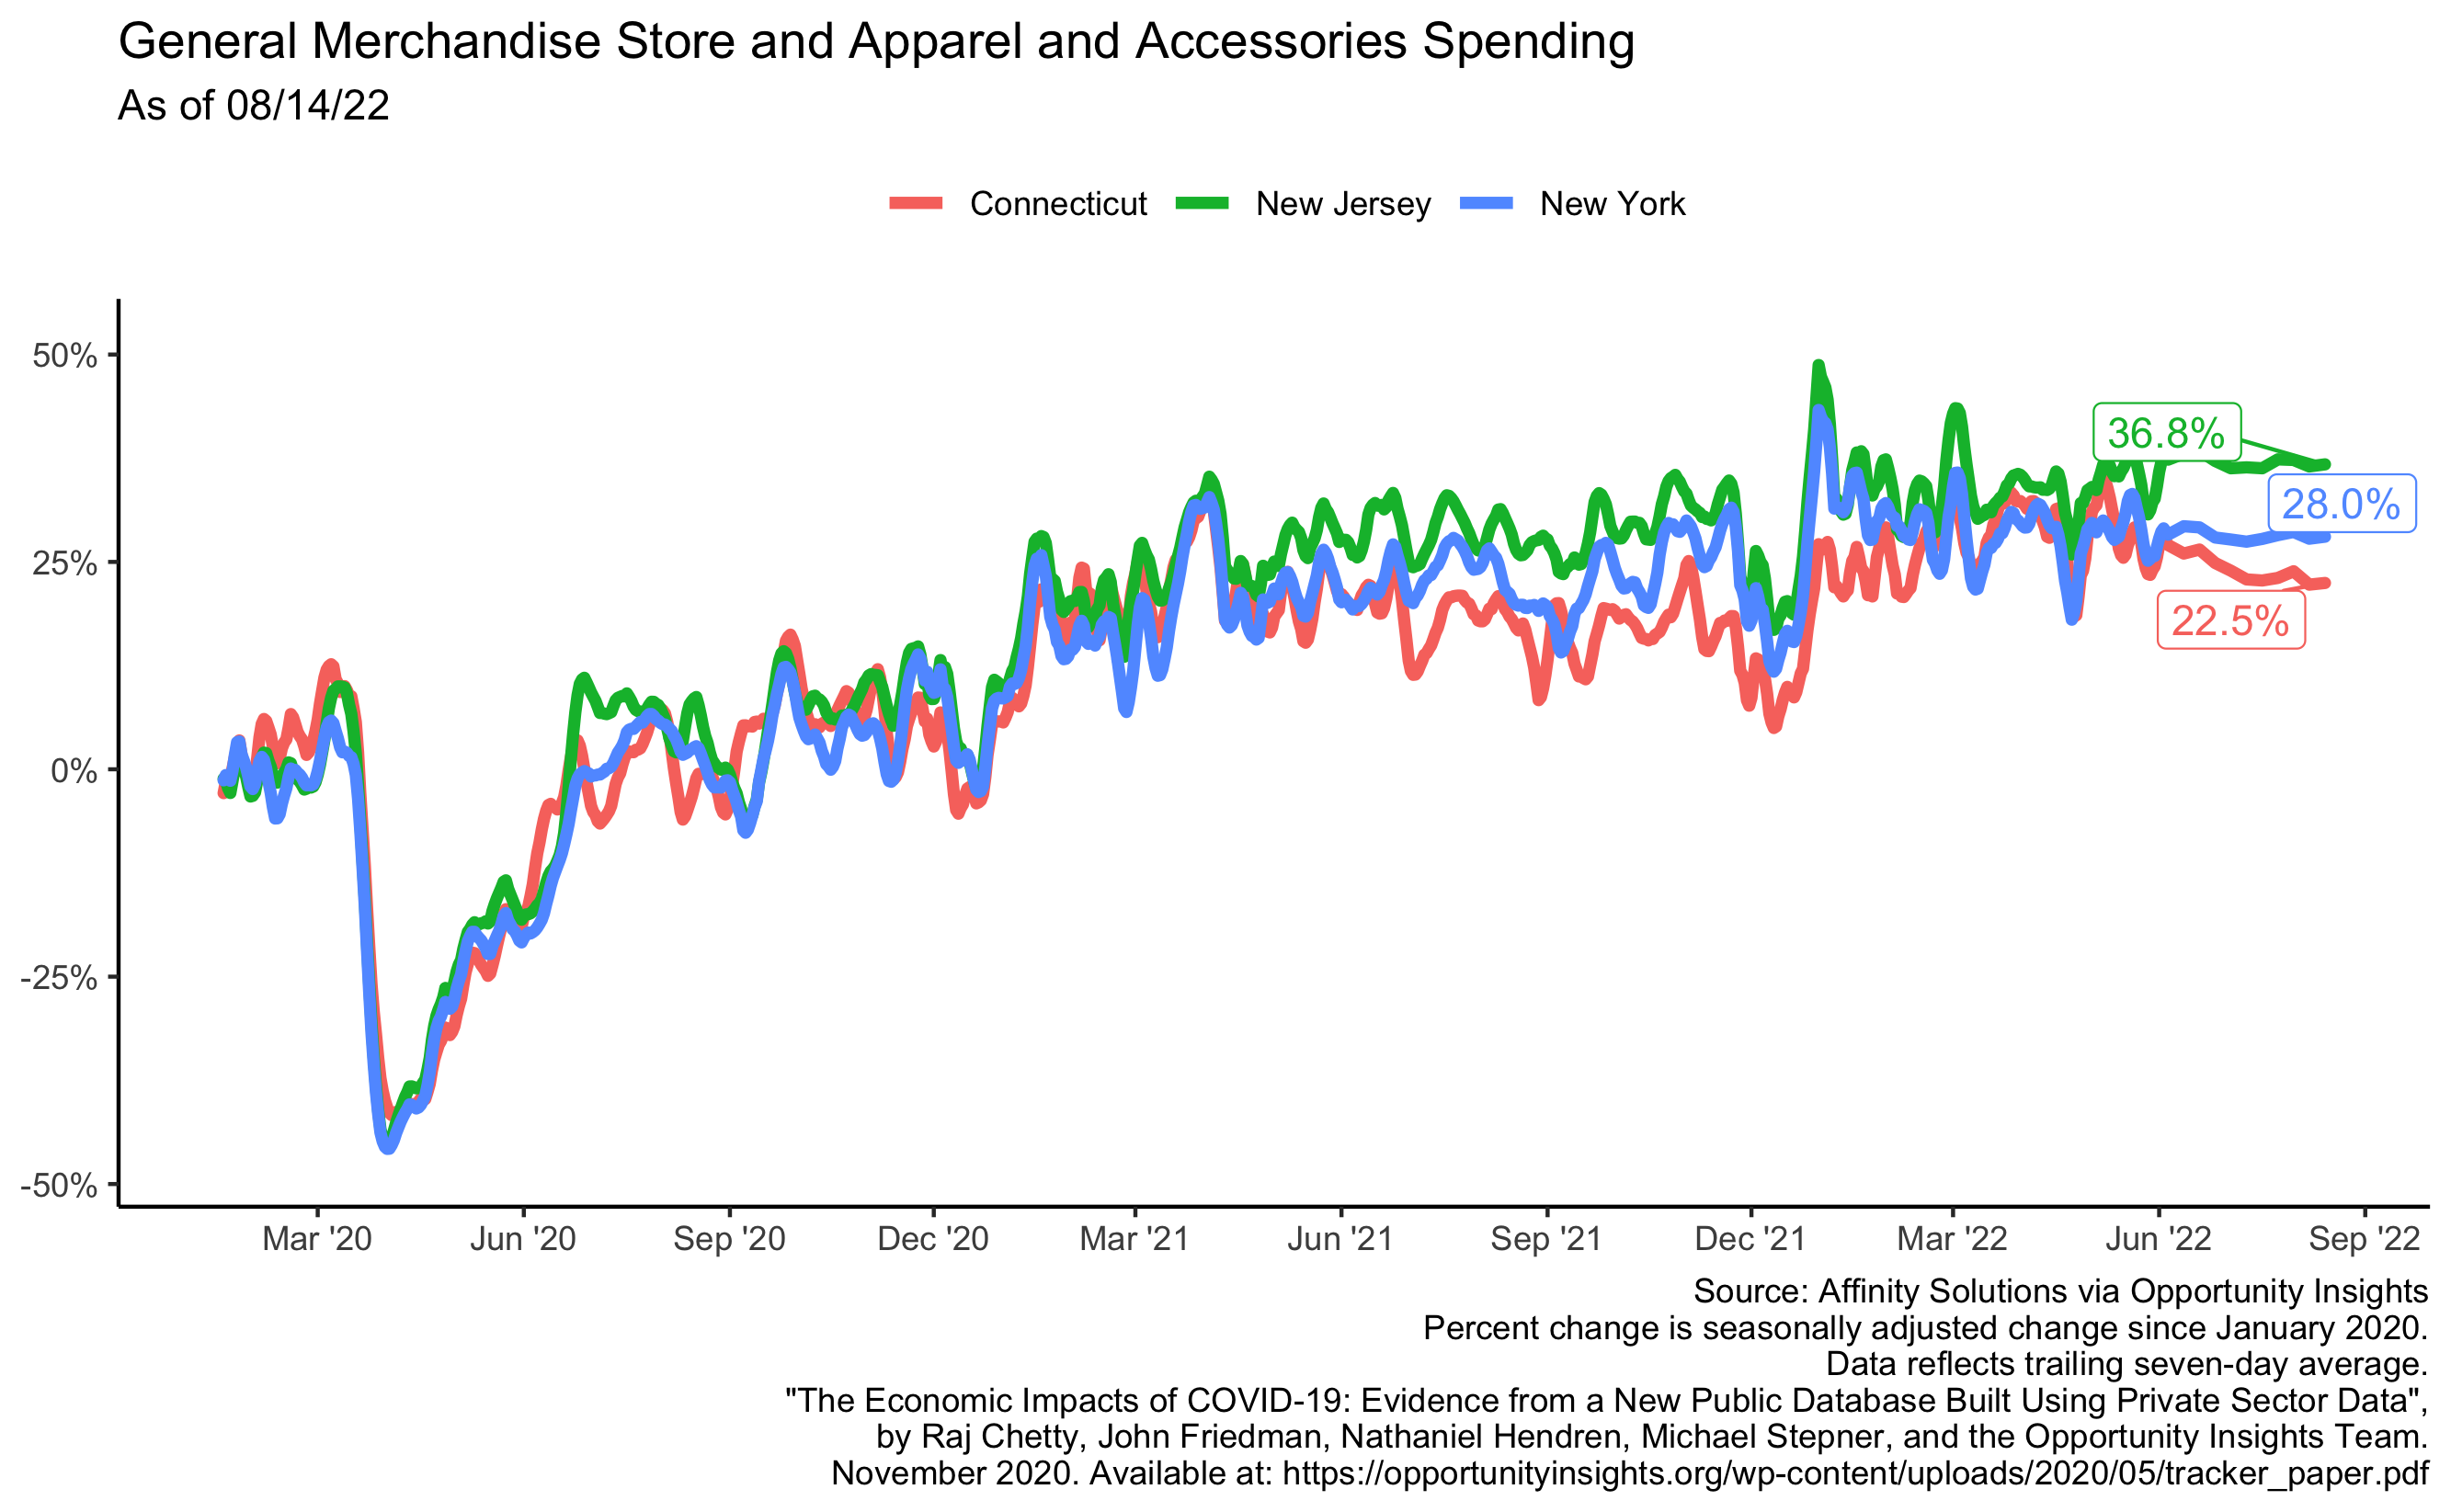 General Merchandise Store and Apparel and Accessories Spending
As of 08/14/22
Connecticut New Jersey New York
50%
25%
0%
-25%
-50%
36.8%
28.0%
22.5%
Mar '20 Jun '20 Sep '20 Dec '20 Mar '21 Jun '21 Sep '21 Dec '21 Mar '22 Jun '22 Sep '22
Source: Affinity Solutions via Opportunity Insights
Percent change is seasonally adjusted change since January 2020.
Data reflects trailing seven-day average.
"The Economic Impacts of COVID-19: Evidence from a New Public Database Built Using Private Sector Data",
by Raj Chetty, John Friedman, Nathaniel Hendren, Michael Stepner, and the Opportunity Insights Team.
November 2020. Available at: https://opportunityinsights.org/wp-content/uploads/2020/05/tracker_paper.pdf